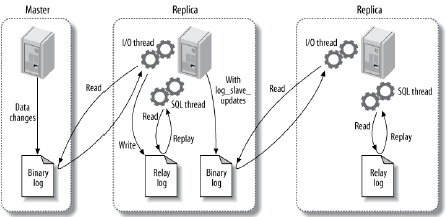 Master
Replica
Replica
I/O thread
I/O thread
With
log_slave_
updates
Read
Read
SQL thread
SQL thread
Data
changes
Read
Read
Replay
Replay
Write
Binary
log
Relay
log
Binary
log
Relay
log